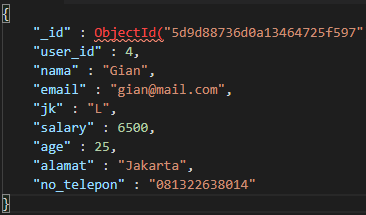 {
"_id" : ObjectId("5d9d88736d0a13464725f597"
"user_id" : 4,
"nama" : "Gian",
"email" : "gian@mail.com",
"jk" : "L",
"salary" : 6500,
"age" : 25,
"alamat" : "Jakarta",
"no_telepon" : "081322638014"
}